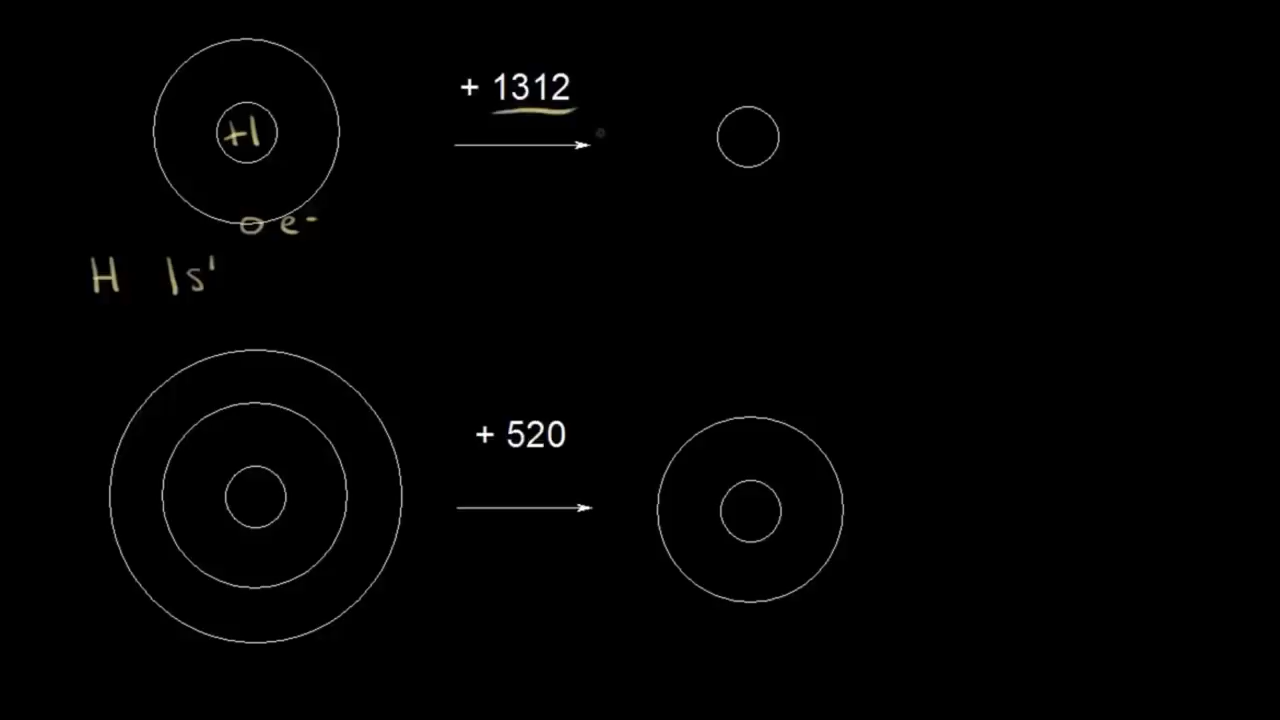 + 1312
+1
e-
H 1s¹
+ 520